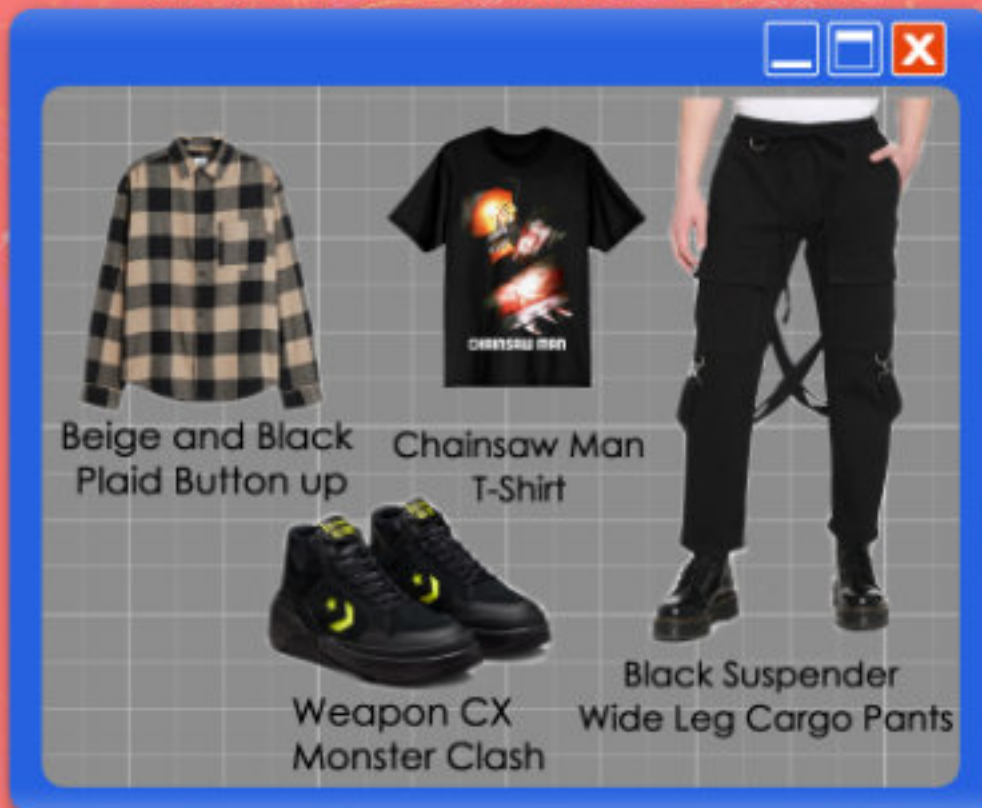 CHAINSAW MAN
Beige and Black
Plaid Button up
Chainsaw Man
T-Shirt
Weapon CX
Monster Clash
Black Suspender
Wide Leg Cargo Pants